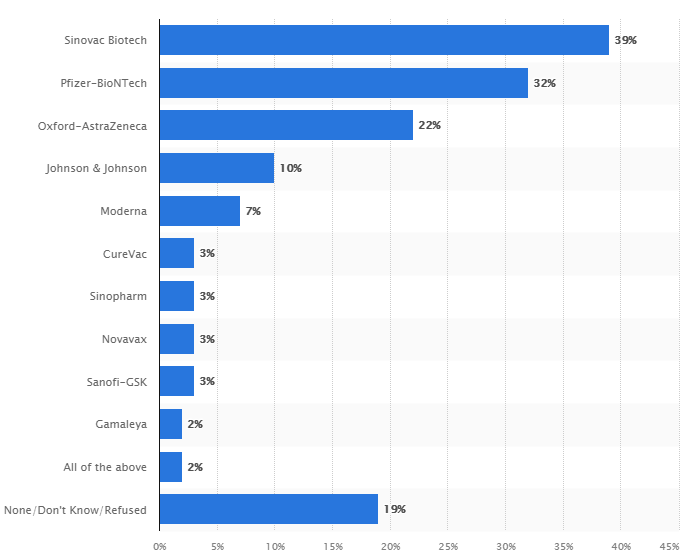 Sinovac Biotech 39%
Pfizer-BioNTech 32%
Oxford-AstraZeneca 22%
Johnson & Johnson 10%
Moderna 7%
CureVac 3%
Sinopharm 3%
Novavax 3%
Sanofi-GSK 3%
Gamaleya 2%
All of the above 2%
None/Don't Know/Refused 19%
0% 5% 10% 15% 20% 25% 30% 35% 40% 45%